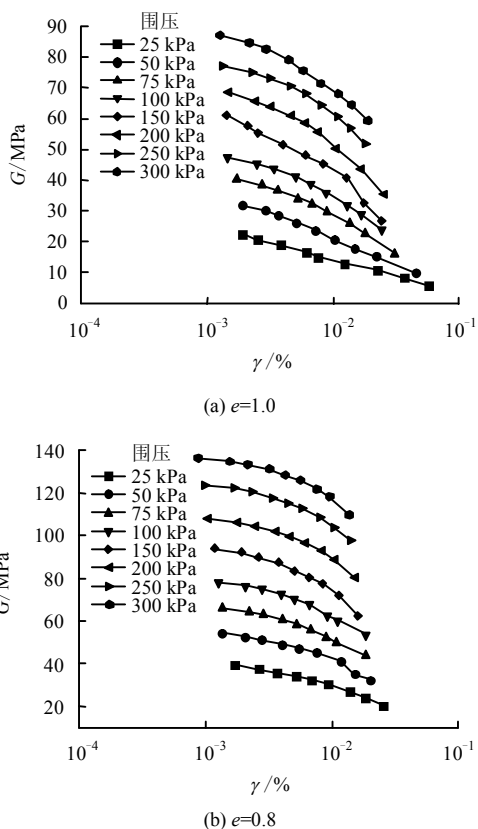 90
80
70
60
50
40
30
20
10
0
G/MPa
围压
25 kPa
50 kPa
75 kPa
100 kPa
150 kPa
200 kPa
250 kPa
300 kPa
10⁻⁴
10⁻³
10⁻²
10⁻¹
γ/%
(a) e=1.0
140
120
100
80
60
40
20
G/MPa
围压
25 kPa
50 kPa
75 kPa
100 kPa
150 kPa
200 kPa
250 kPa
300 kPa
10⁻⁴
10⁻³
10⁻²
10⁻¹
γ/%
(b) e=0.8